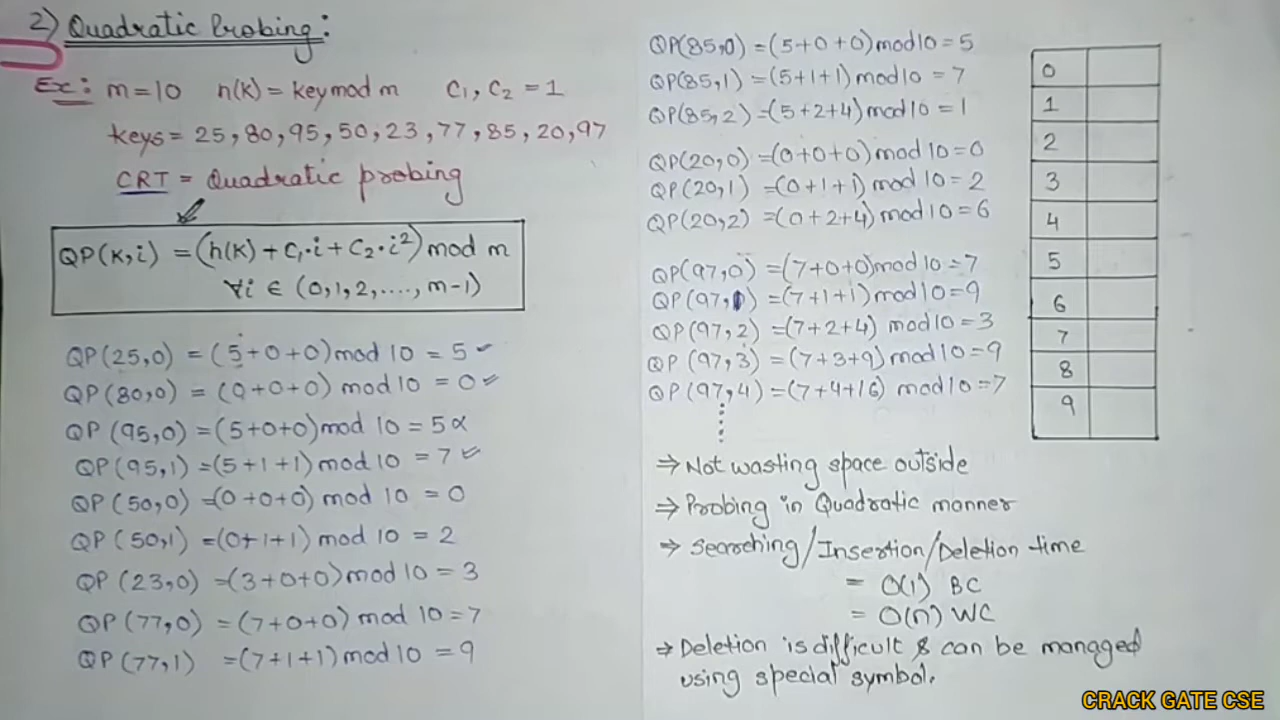 2) Quadratic Probing:
Ex: m=10 h(k) = key mod m C₁, C₂ = 1
keys = 25, 80, 95, 50, 23, 77, 85, 20, 97
CRT = Quadratic probing
QP(K,i) = (h(K) + C₁·i + C₂·i²) mod m
∀i ∈ (0,1,2,....,m-1)
QP(25,0) = (5+0+0) mod 10 = 5 ✓
QP(80,0) = (0+0+0) mod 10 = 0 ✓
QP(95,0) = (5+0+0) mod 10 = 5 x
QP(95,1) = (5+1+1) mod 10 = 7 ✓
QP(50,0) = (0+0+0) mod 10 = 0
QP(50,1) = (0+1+1) mod 10 = 2
QP(23,0) = (3+0+0) mod 10 = 3
QP(77,0) = (7+0+0) mod 10 = 7
QP(77,1) = (7+1+1) mod 10 = 9
QP(85,0) = (5+0+0) mod 10 = 5
QP(85,1) = (5+1+1) mod 10 = 7
QP(85,2) = (5+2+4) mod 10 = 1
QP(20,0) = (0+0+0) mod 10 = 0
QP(20,1) = (0+1+1) mod 10 = 2
QP(20,2) = (0+2+4) mod 10 = 6
QP(97,0) = (7+0+0) mod 10 = 7
QP(97,1) = (7+1+1) mod 10 = 9
QP(97,2) = (7+2+4) mod 10 = 3
QP(97,3) = (7+3+9) mod 10 = 9
QP(97,4) = (7+4+16) mod 10 = 7
⇒ Not wasting space outside
⇒ Probing in Quadratic manner
⇒ Searching/Insertion/Deletion time
= O(1) BC
= O(n) WC
⇒ Deletion is difficult & can be managed
using special symbol.
0
1
2
3
4
5
6
7
8
9
CRACK GATE CSE